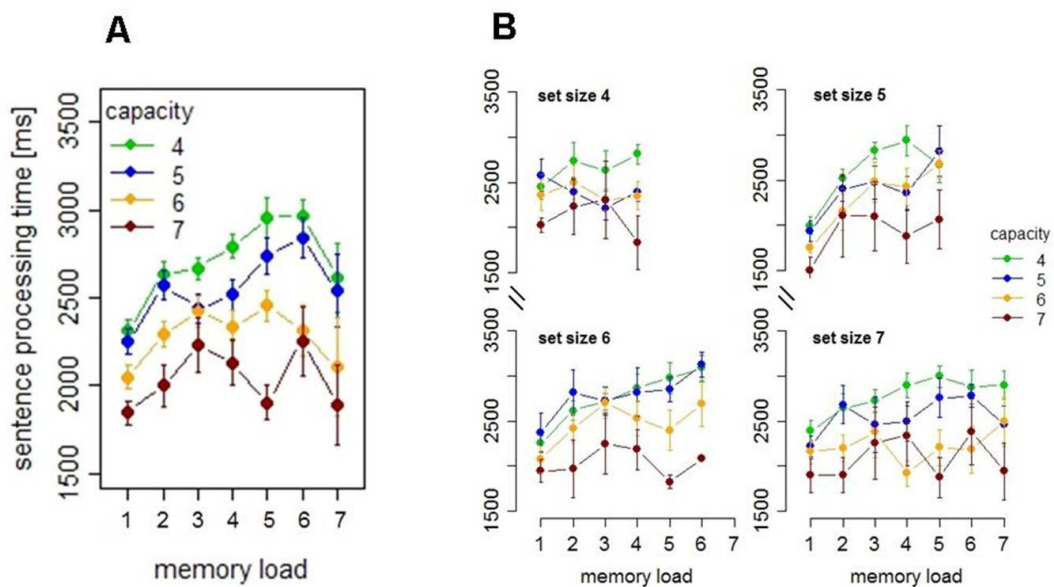 A
sentence processing time [ms]
3500
3000
2500
2000
1500
capacity
4
5
6
7
1 2 3 4 5 6 7
memory load
B
3500
2500
1500
set size 4
3500
2500
1500
set size 5
capacity
4
5
6
7
3500
2500
1500
set size 6
1 2 3 4 5 6 7
memory load
3500
2500
1500
set size 7
1 2 3 4 5 6 7
memory load